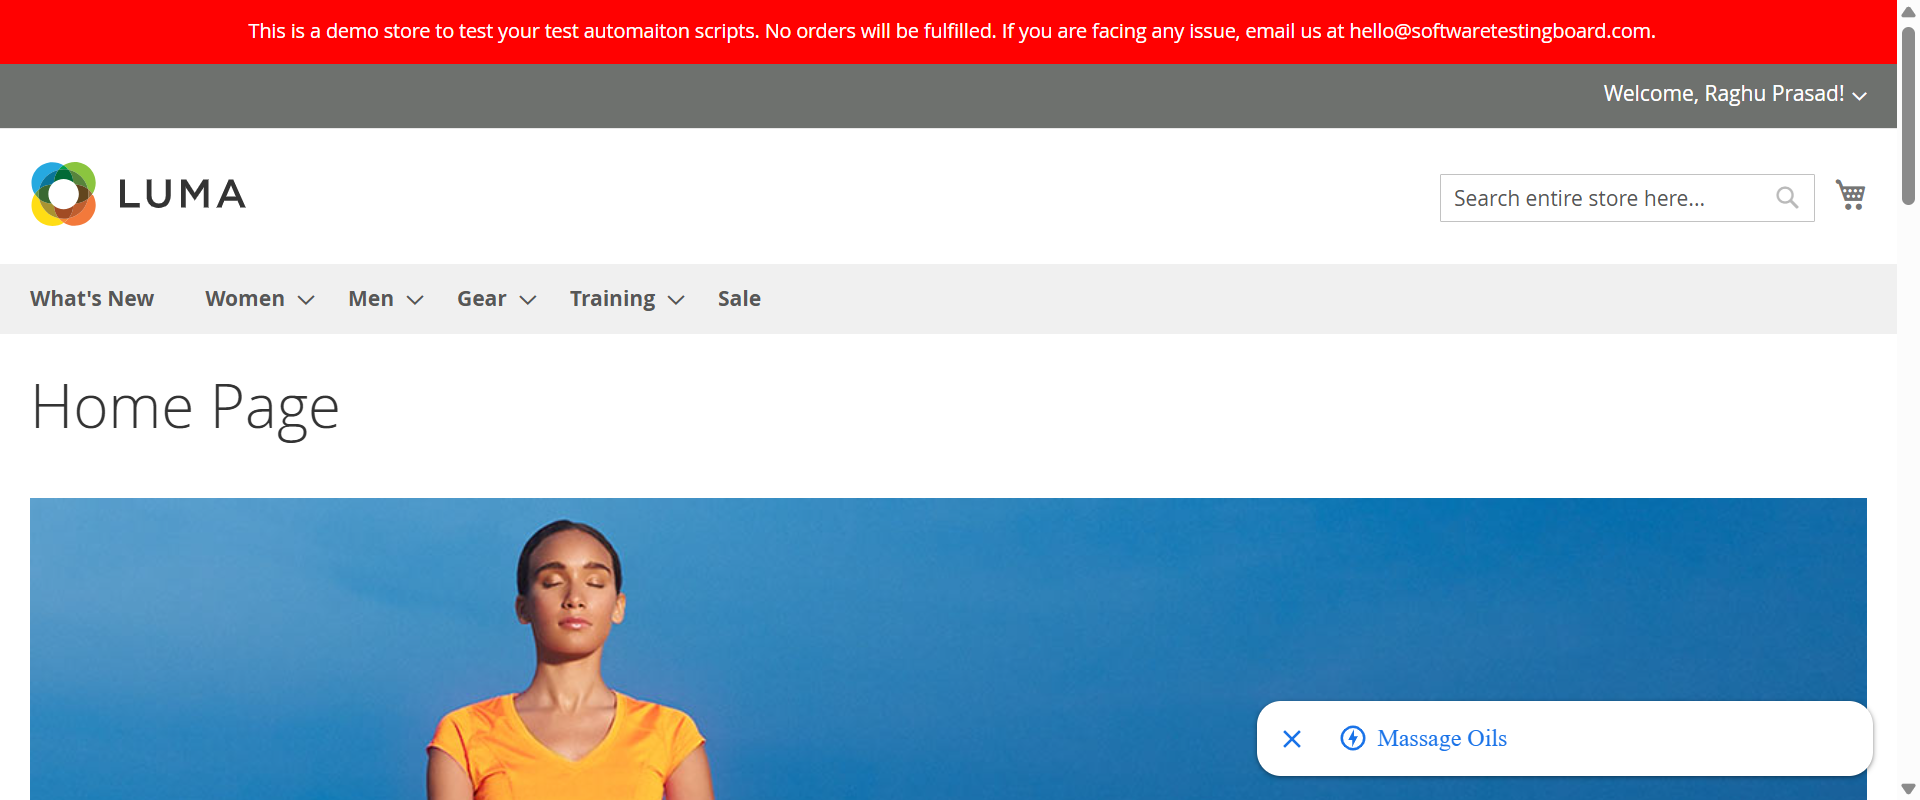 This is a demo store to test your test automaiton scripts. No orders will be fulfilled. If you are facing any issue, email us at hello@softwaretestingboard.com.
Welcome, Raghu Prasad!
LUMA
Search entire store here...
What's New Women Men Gear Training Sale
Home Page
Massage Oils